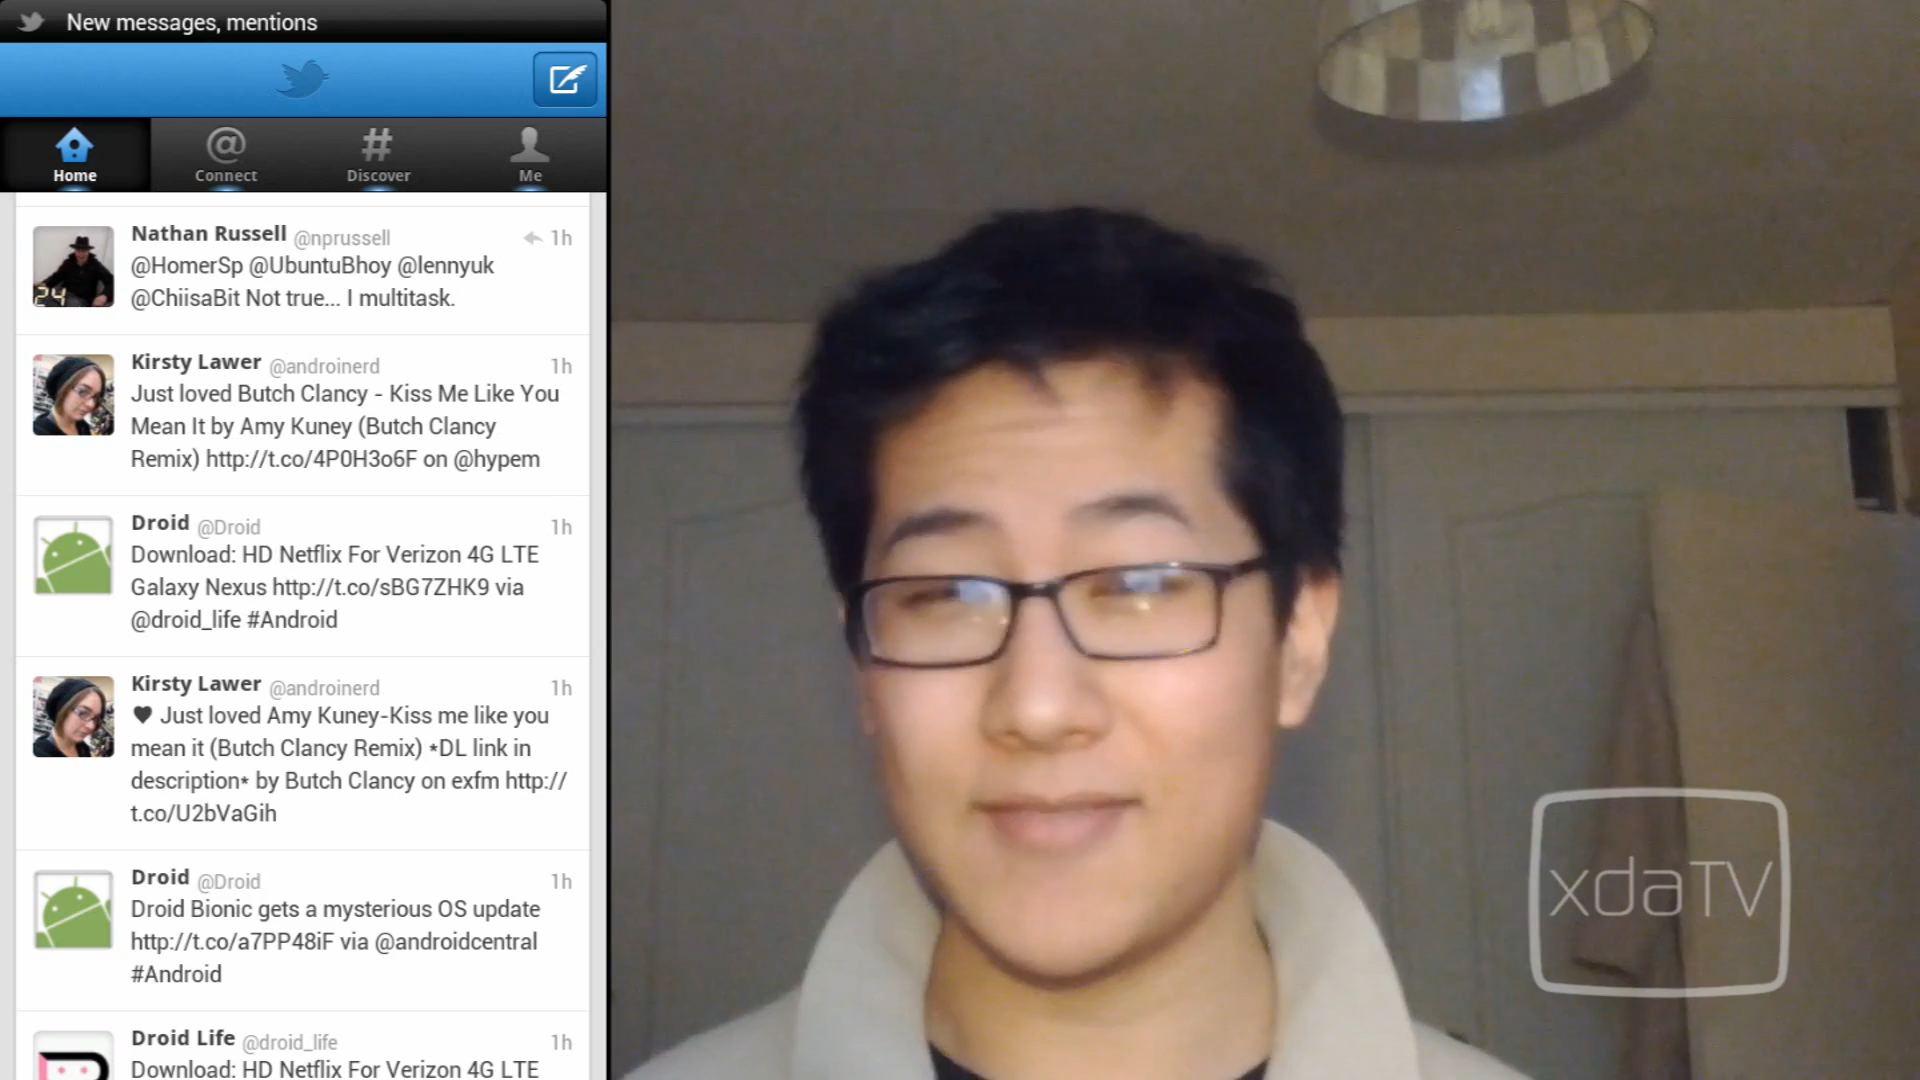 New messages, mentions
Home
Connect
Discover
Me
Nathan Russell @nprussell 1h
@HomerSp @UbuntuBhoy @lennyuk
@ChiisaBit Not true... I multitask.
24
Kirsty Lawer @androinerd 1h
Just loved Butch Clancy - Kiss Me Like You
Mean It by Amy Kuney (Butch Clancy
Remix) http://t.co/4P0H3o6F on @hypem
Droid @Droid 1h
Download: HD Netflix For Verizon 4G LTE
Galaxy Nexus http://t.co/sBG7ZHK9 via
@droid_life #Android
Kirsty Lawer @androinerd 1h
♥ Just loved Amy Kuney-Kiss me like you
mean it (Butch Clancy Remix) *DL link in
description* by Butch Clancy on exfm http://
t.co/U2bVaGih
Droid @Droid 1h
Droid Bionic gets a mysterious OS update
http://t.co/a7PP48iF via @androidcentral
#Android
Droid Life @droid_life 1h
Download: HD Netflix For Verizon 4G LTE
xdaTV